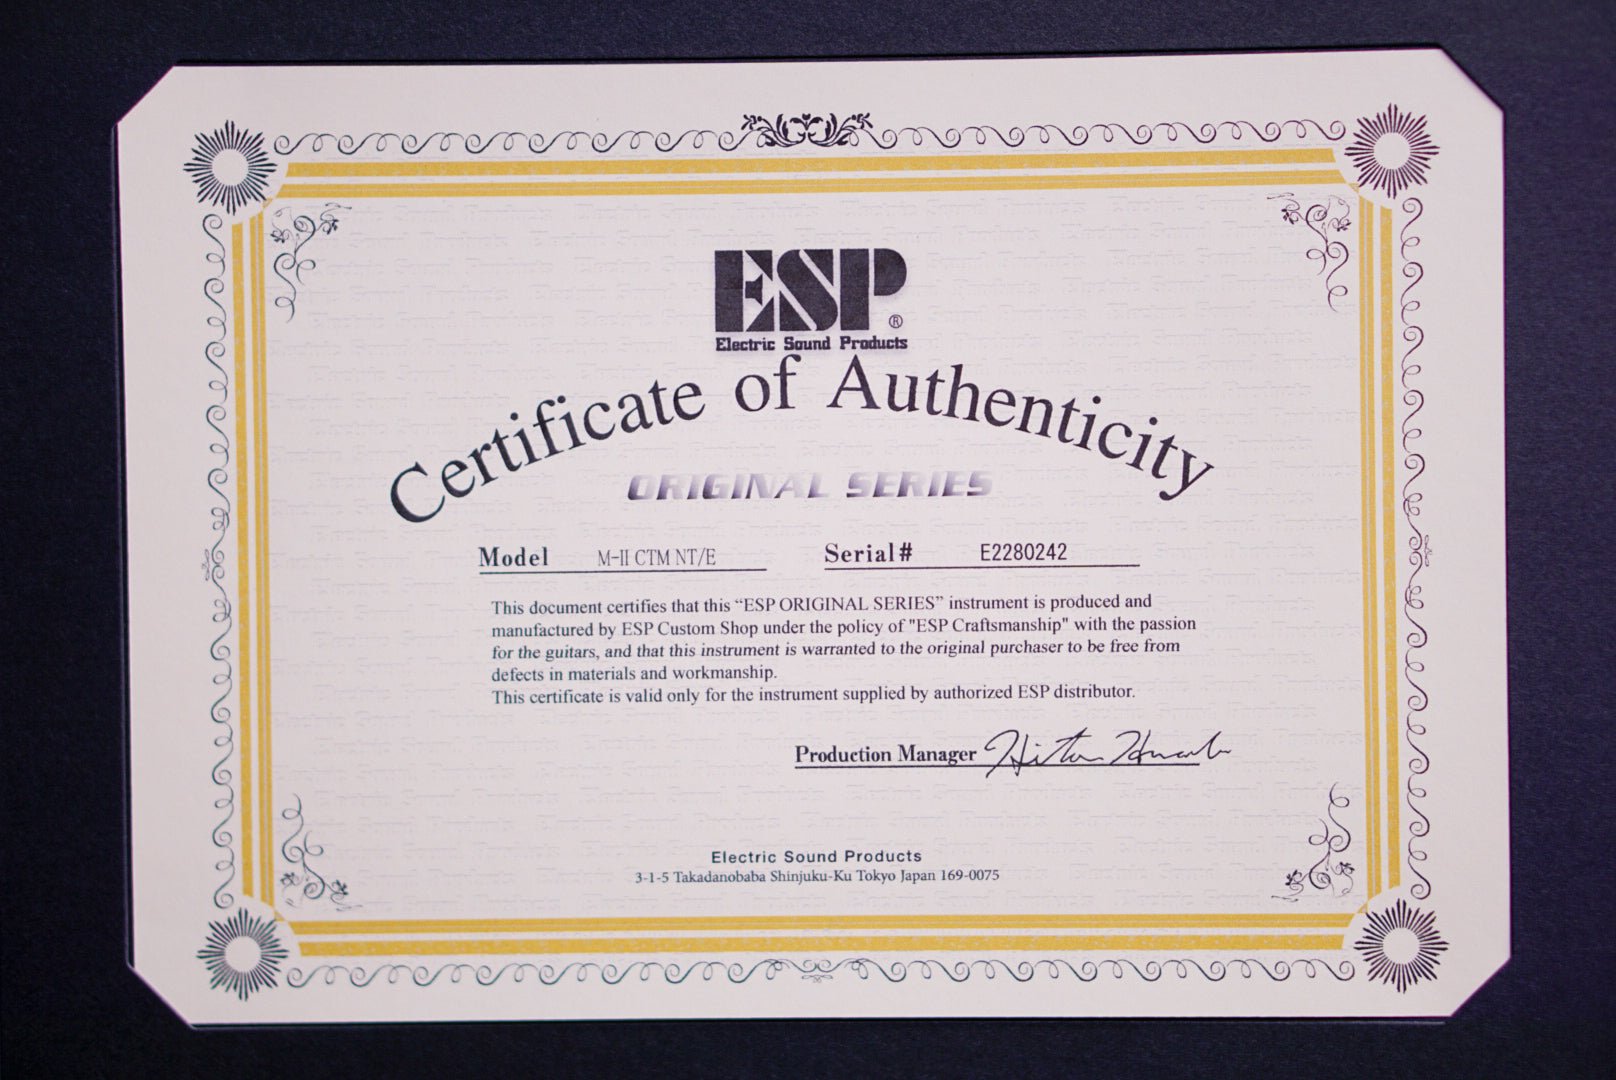 ESP®
Electric Sound Products
Certificate of Authenticity
ORIGINAL SERIES
Model M-II CTM NT/E Serial# E2280242
This document certifies that this “ESP ORIGINAL SERIES” instrument is produced and
manufactured by ESP Custom Shop under the policy of "ESP Craftsmanship" with the passion
for the guitars, and that this instrument is warranted to the original purchaser to be free from
defects in materials and workmanship.
This certificate is valid only for the instrument supplied by authorized ESP distributor.
Production Manager
Electric Sound Products
3-1-5 Takadanobaba Shinjuku-Ku Tokyo Japan 169-0075